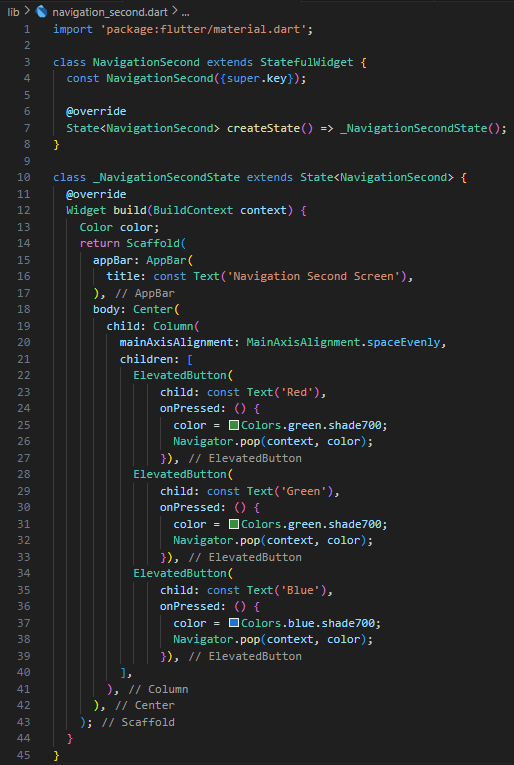 lib > navigation_second.dart > ...
1 import 'package:flutter/material.dart';
2
3 class NavigationSecond extends StatefulWidget {
4   const NavigationSecond({super.key});
5
6   @override
7   State<NavigationSecond> createState() => _NavigationSecondState();
8 }
9
10 class _NavigationSecondState extends State<NavigationSecond> {
11   @override
12   Widget build(BuildContext context) {
13     Color color;
14     return Scaffold(
15       appBar: AppBar(
16         title: const Text('Navigation Second Screen'),
17       ), // AppBar
18       body: Center(
19         child: Column(
20           mainAxisAlignment: MainAxisAlignment.spaceEvenly,
21           children: [
22             ElevatedButton(
23                 child: const Text('Red'),
24                 onPressed: () {
25                   color = Colors.green.shade700;
26                   Navigator.pop(context, color);
27                 }), // ElevatedButton
28             ElevatedButton(
29                 child: const Text('Green'),
30                 onPressed: () {
31                   color = Colors.green.shade700;
32                   Navigator.pop(context, color);
33                 }), // ElevatedButton
34             ElevatedButton(
35                 child: const Text('Blue'),
36                 onPressed: () {
37                   color = Colors.blue.shade700;
38                   Navigator.pop(context, color);
39                 }), // ElevatedButton
40           ],
41         ), // Column
42       ), // Center
43     ); // Scaffold
44   }
45 }